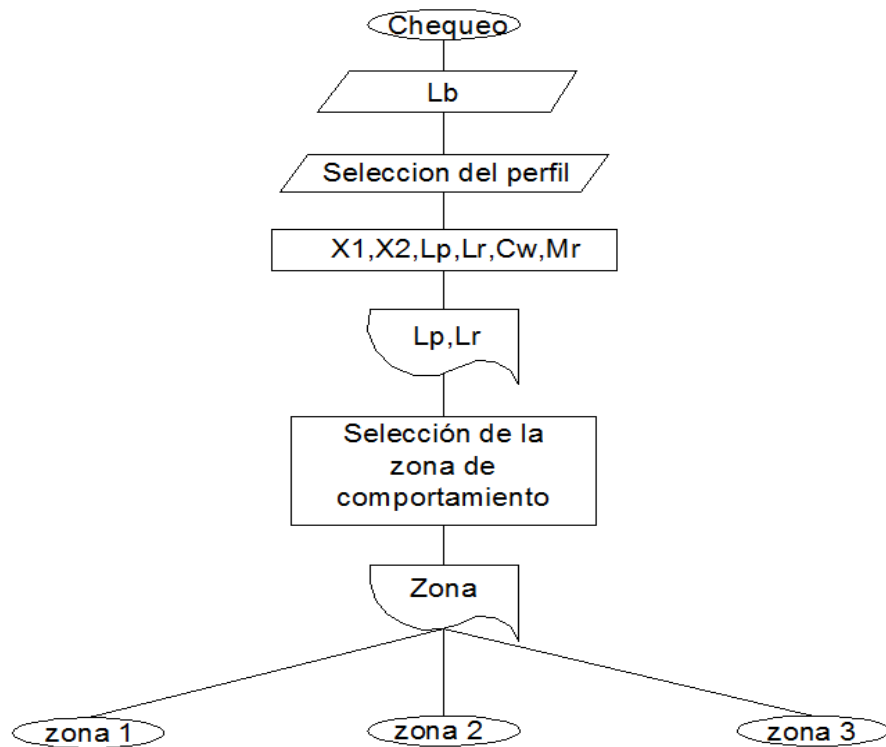 Chequeo
Lb
Seleccion del perfil
X1,X2,Lp,Lr,Cw,Mr
Lp,Lr
Selección de la
zona de
comportamiento
Zona
zona 1
zona 2
zona 3